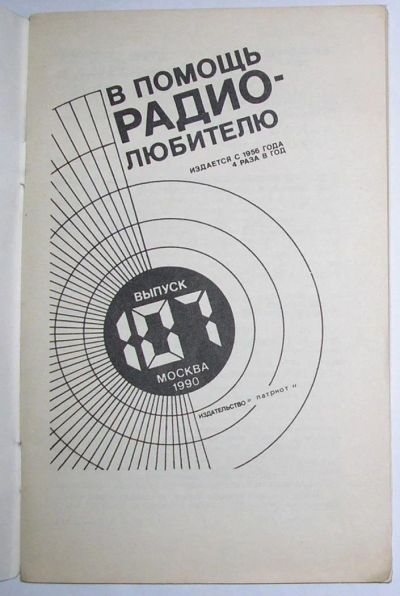 В ПОМОЩЬ
РАДИО-
ЛЮБИТЕЛЮ
ИЗДАЕТСЯ С 1956 ГОДА
4 РАЗА В ГОД
ВЫПУСК
107
МОСКВА
1990
ИЗДАТЕЛЬСТВО "патриот"